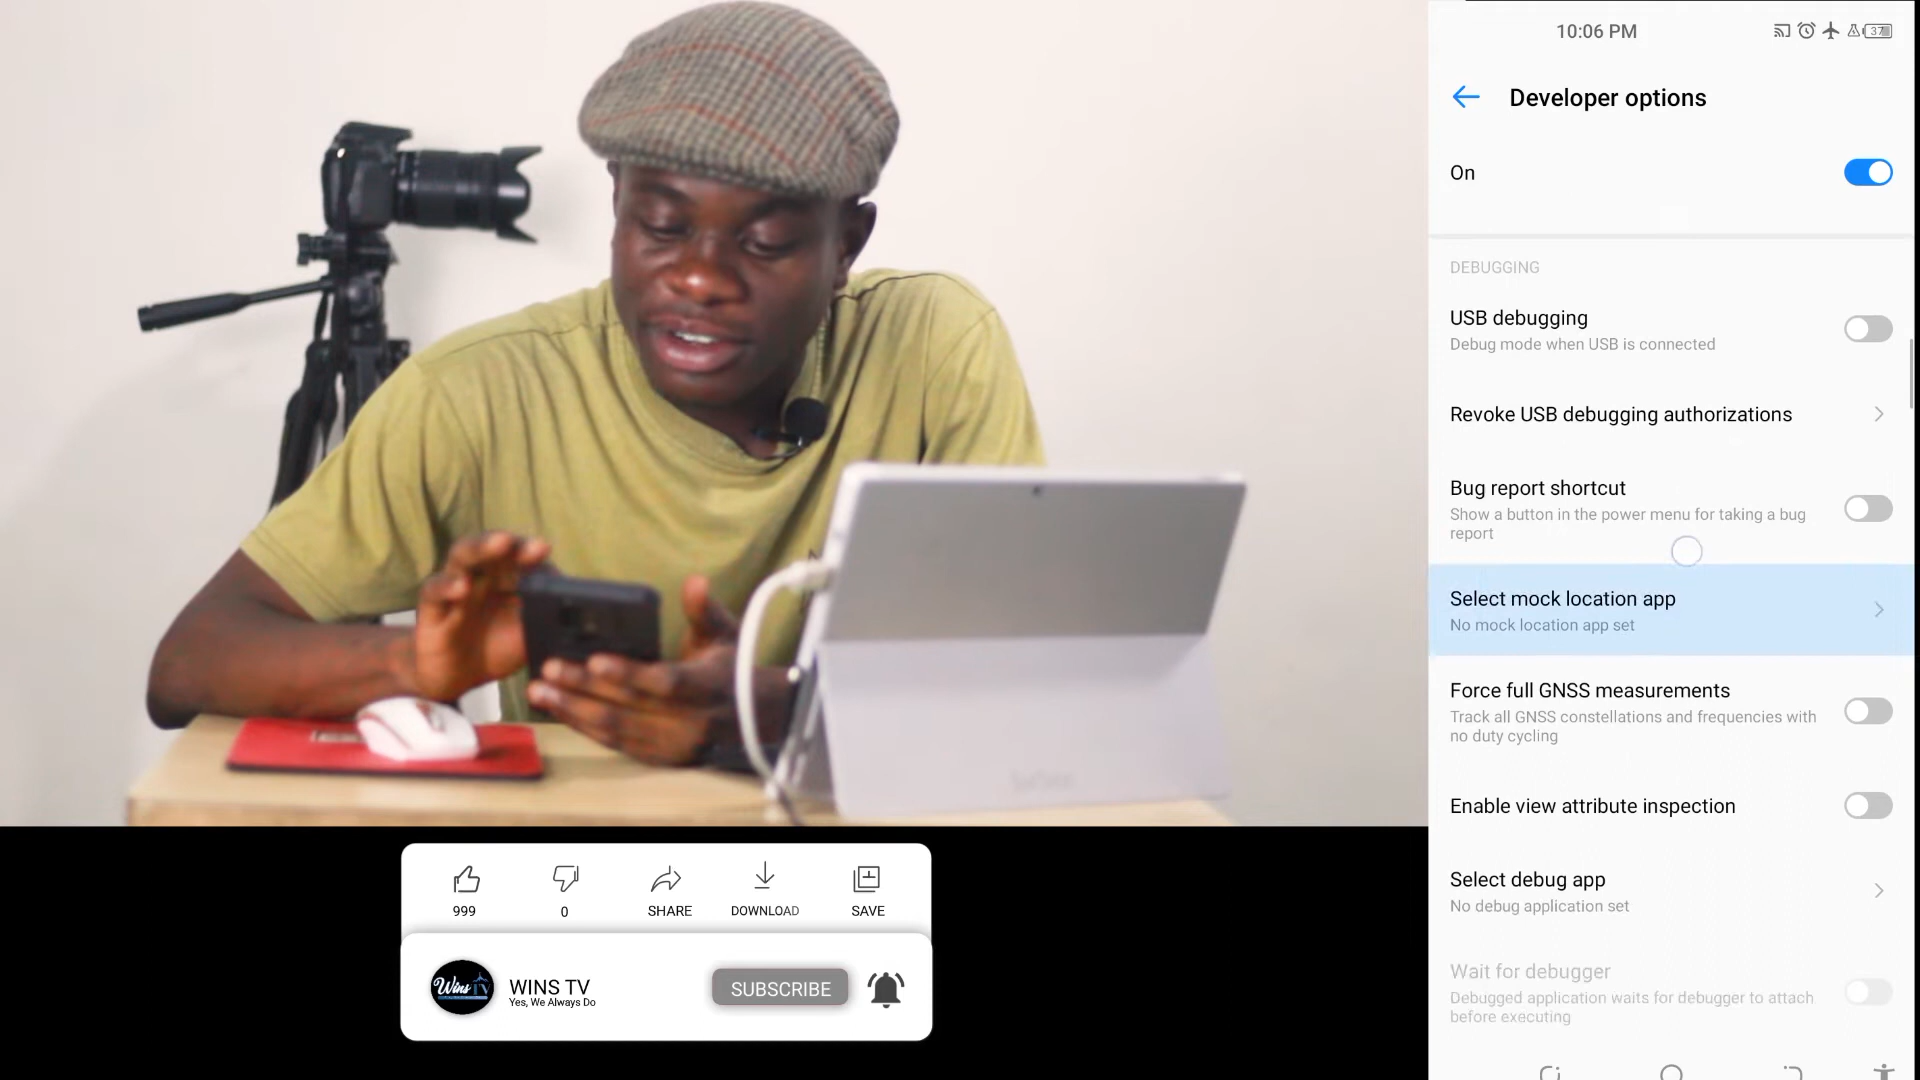 10:06 PM
37
Developer options
On
DEBUGGING
USB debugging
Debug mode when USB is connected
Revoke USB debugging authorizations
Bug report shortcut
Show a button in the power menu for taking a bug
report
Select mock location app
No mock location app set
Force full GNSS measurements
Track all GNSS constellations and frequencies with
no duty cycling
Enable view attribute inspection
Select debug app
No debug application set
Wait for debugger
Debugged application waits for debugger to attach
before executing
999
0
SHARE
DOWNLOAD
SAVE
Wins TV
WINS TV
Yes, We Always Do
SUBSCRIBE